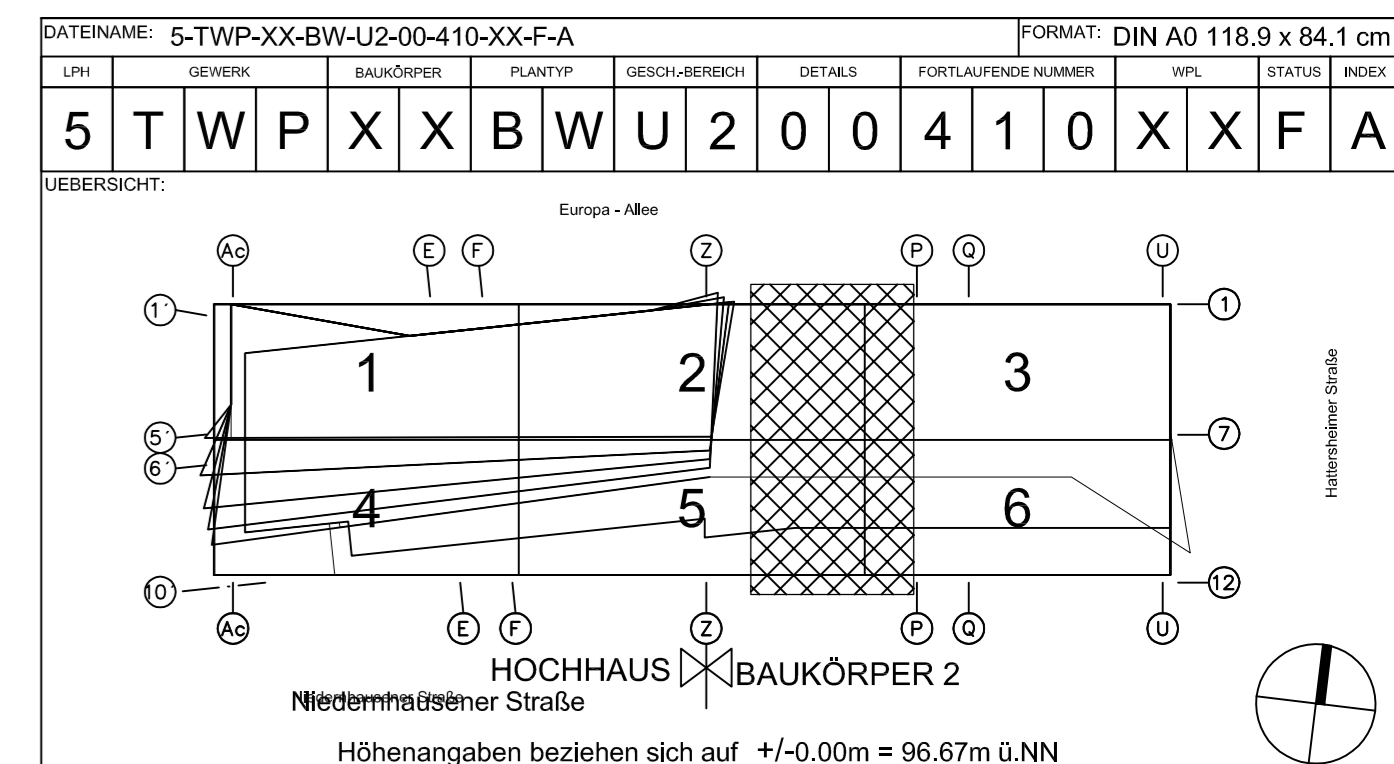 DATEINAME: 5-TWP-XX-BW-U2-00-410-XX-F-A FORMAT: DIN A0 118.9 x 84.1 cm
LPH GEWERK BAUKÖRPER PLANTYP GESCH.-BEREICH DETAILS FORTLAUFENDE NUMMER WPL STATUS INDEX
5 T W P X X B W U 2 0 0 4 1 0 X X F A
UEBERSICHT:
Europa - Allee
Ac E F Z P Q U
1´ 1
1 2 3
Hattersheimer Straße
5´ 7
6´
4 5 6
10´ 12
Ac E F Z P Q U
HOCHHAUS BAUKÖRPER 2
Niedernhausener Straße
Niedernhausener Straße
Höhenangaben beziehen sich auf +/-0.00m = 96.67m ü.NN